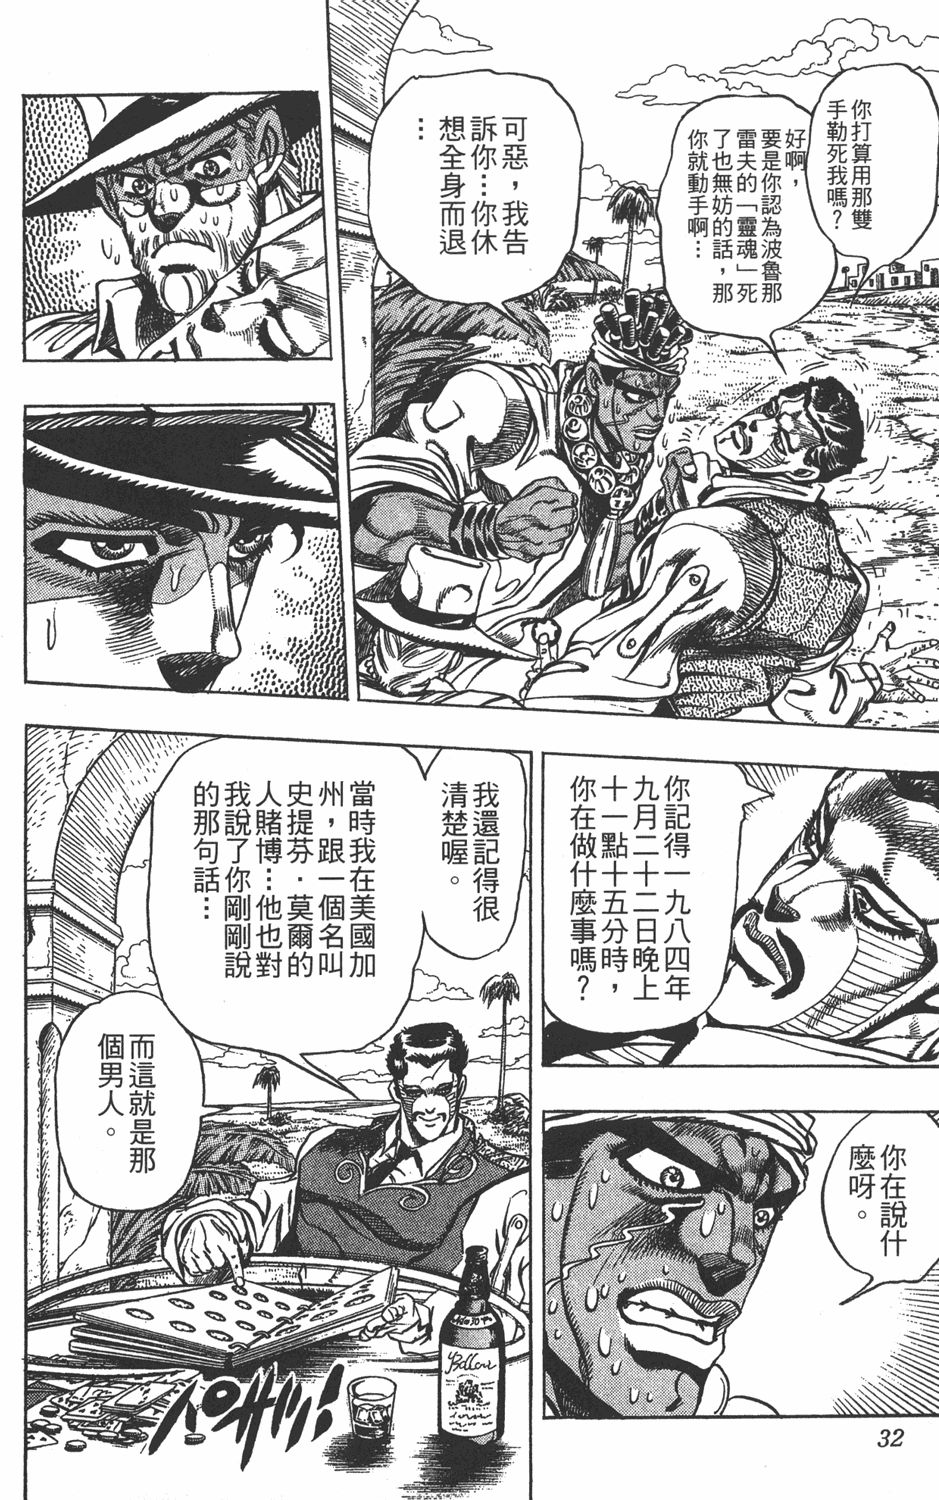 你打算用那雙
手勒死我嗎？
好啊，
要是你認為波魯那
雷夫的「靈魂」死
了也無妨的話，那
你就動手啊…
可惡，我告
訴你…你休
想全身而退
…
你記得一九八四年
九月二十二日晚上
十一點十五分時，
你在做什麼事嗎？
你在說什
麼呀。
我還記得很
清楚喔。
當時我在美國加
州，跟一個名叫
史提芬．莫爾的
人賭博…他也對
我說了你剛剛說
的那句話…
而這就是那
個男人。
パサッ！
32